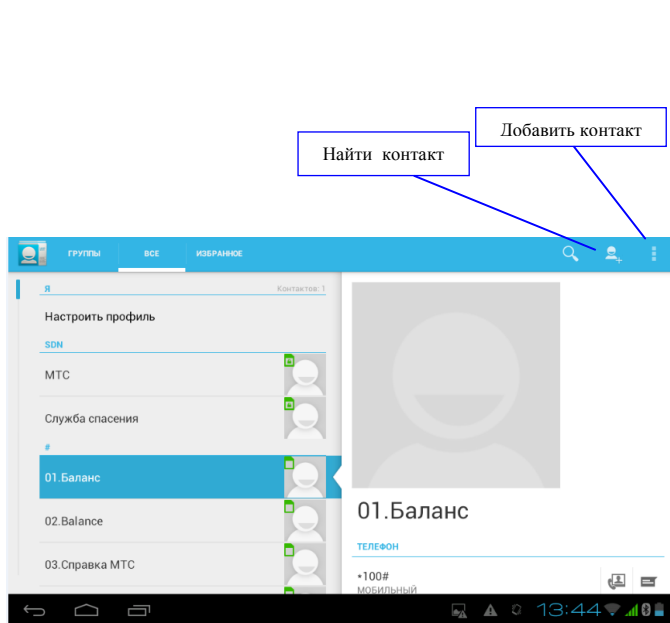 Добавить контакт
Найти контакт
ГРУППЫ ВСЕ ИЗБРАННОЕ
Я Контактов: 1
Настроить профиль
SDN
МТС
Служба спасения
#
01.Баланс
02.Balance
03.Справка МТС
01.Баланс
ТЕЛЕФОН
*100#
МОБИЛЬНЫЙ
13:44